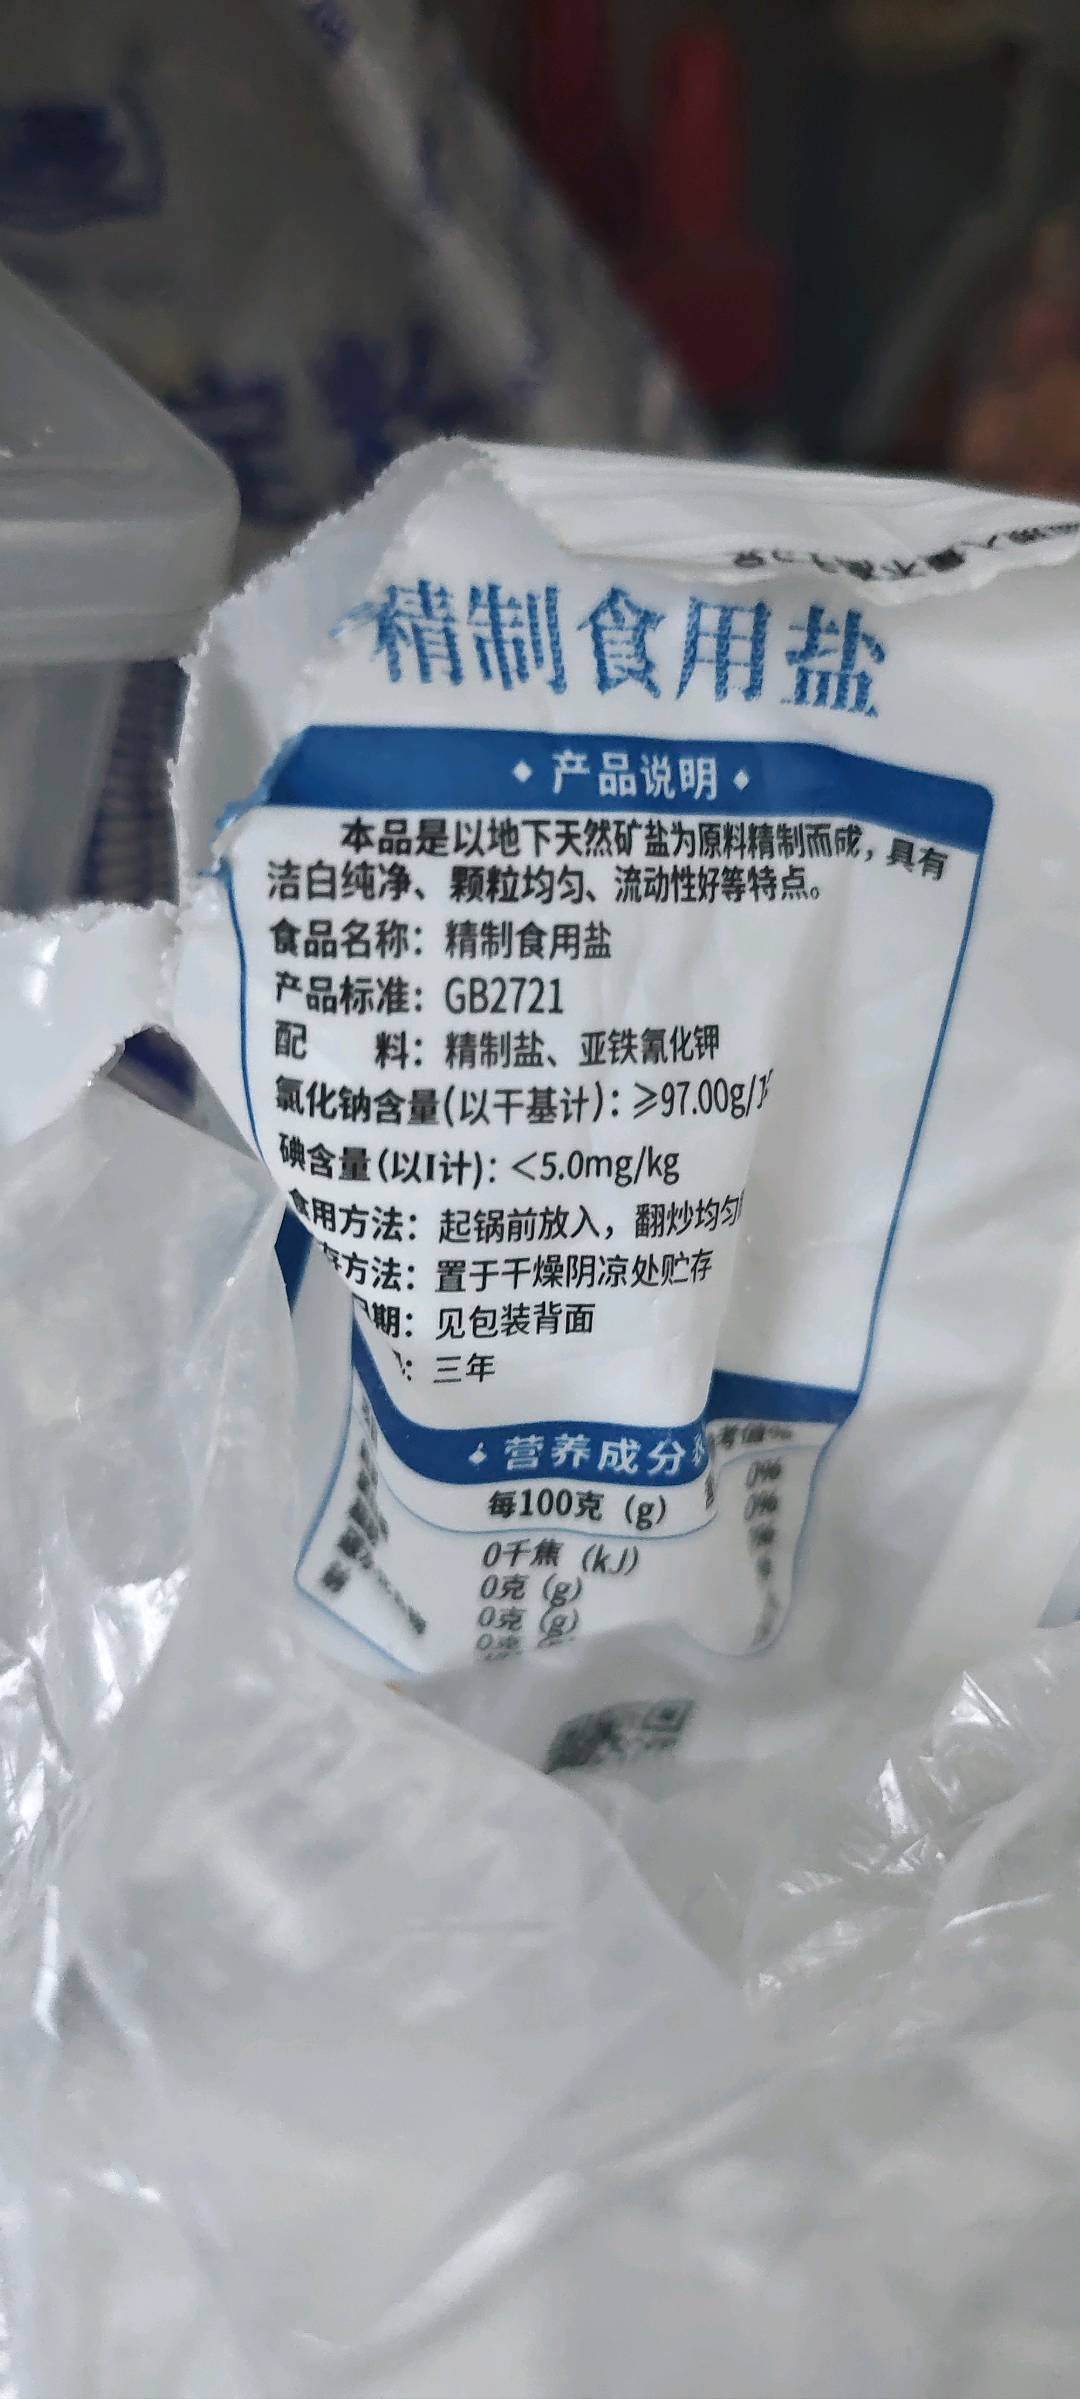 精制食用盐
产品说明
本品是以地下天然矿盐为原料精制而成，具有
洁白纯净、颗粒均匀、流动性好等特点。
食品名称：精制食用盐
产品标准：GB2721
配 料：精制盐、亚铁氰化钾
氯化钠含量(以干基计)：≥97.00g/1
碘含量(以I计)：<5.0mg/kg
食用方法：起锅前放入，翻炒均匀
存方法：置于干燥阴凉处贮存
期：见包装背面
：三年
营养成分
每100克 (g)
0千焦 (kJ)
0克 (g)
0克 (g)
0%
0%